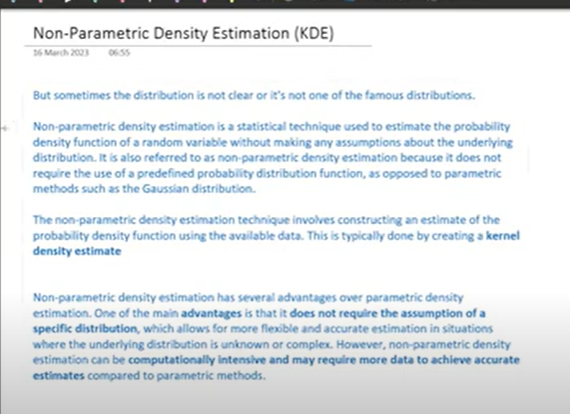 Non-Parametric Density Estimation (KDE)
16 March 2023 06:55
But sometimes the distribution is not clear or it's not one of the famous distributions.
Non-parametric density estimation is a statistical technique used to estimate the probability
density function of a random variable without making any assumptions about the underlying
distribution. It is also referred to as non-parametric density estimation because it does not
require the use of a predefined probability distribution function, as opposed to parametric
methods such as the Gaussian distribution.
The non-parametric density estimation technique involves constructing an estimate of the
probability density function using the available data. This is typically done by creating a kernel
density estimate
Non-parametric density estimation has several advantages over parametric density
estimation. One of the main advantages is that it does not require the assumption of a
specific distribution, which allows for more flexible and accurate estimation in situations
where the underlying distribution is unknown or complex. However, non-parametric density
estimation can be computationally intensive and may require more data to achieve accurate
estimates compared to parametric methods.